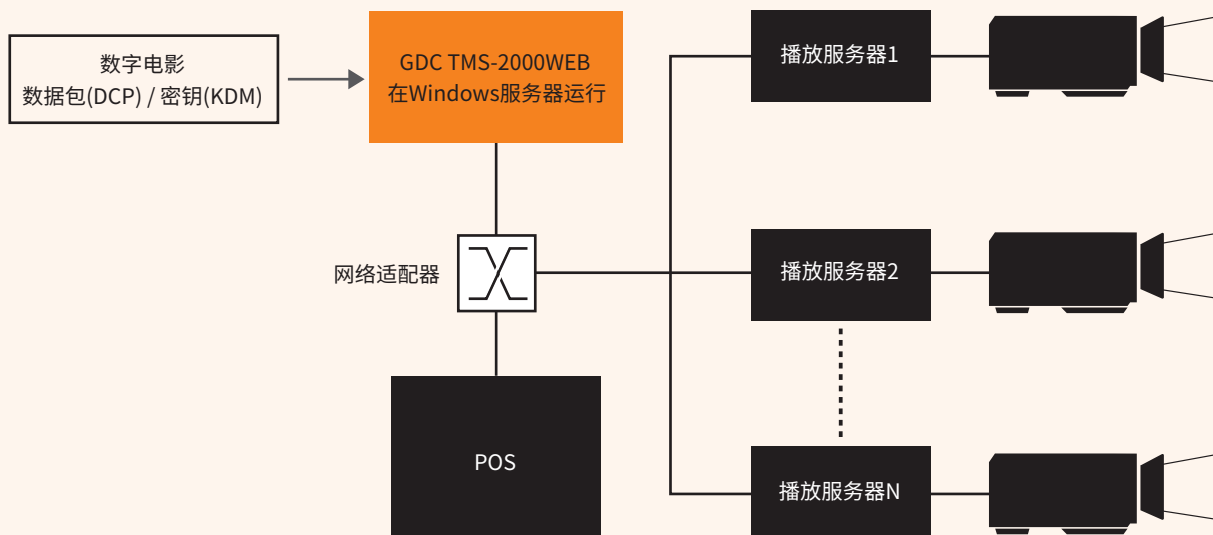 数字电影
数据包(DCP) / 密钥(KDM)
GDC TMS-2000WEB
在Windows服务器运行
网络适配器
POS
播放服务器1
播放服务器2
播放服务器N